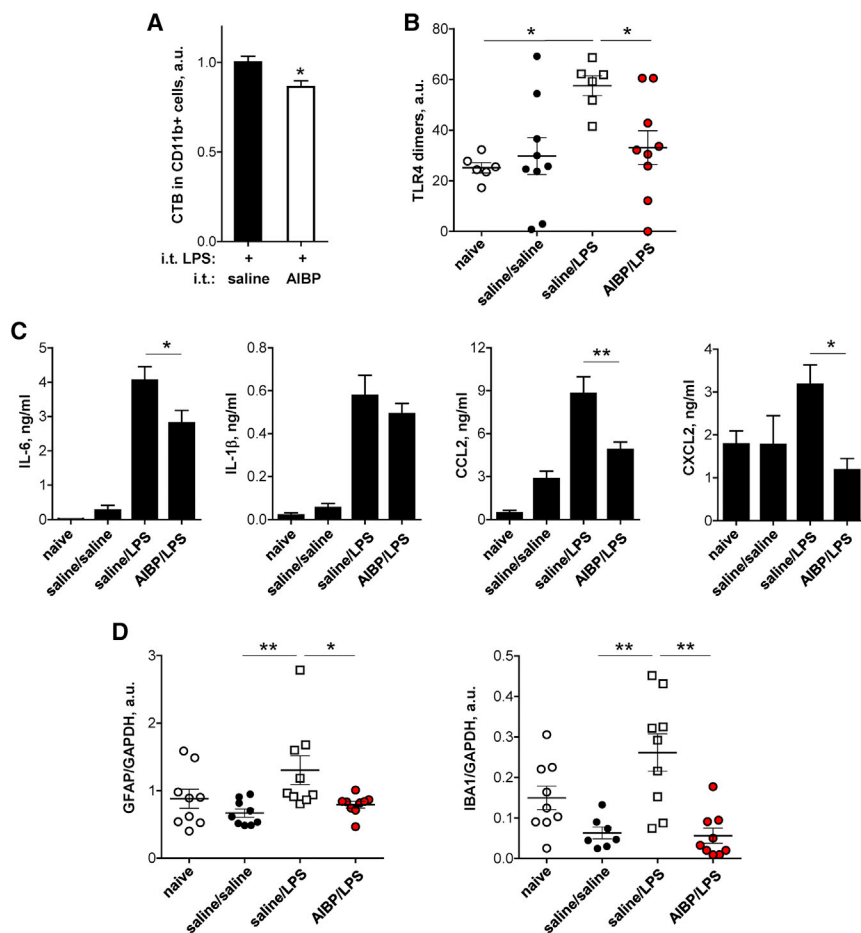 A
CTB in CD11b+ cells, a.u.
1.0
0.5
0.0
*
i.t. LPS: + +
i.t.: saline AIBP
B
TLR4 dimers, a.u.
80
60
40
20
0
* *
naive
saline/saline
saline/LPS
AIBP/LPS
C
IL-6, ng/ml
5
4
3
2
1
0
*
naive
saline/saline
saline/LPS
AIBP/LPS
IL-1β, ng/ml
0.8
0.6
0.4
0.2
0.0
naive
saline/saline
saline/LPS
AIBP/LPS
CCL2, ng/ml
12
9
6
3
0
**
naive
saline/saline
saline/LPS
AIBP/LPS
CXCL2, ng/ml
4
3
2
1
0
*
naive
saline/saline
saline/LPS
AIBP/LPS
D
GFAP/GAPDH, a.u.
3
2
1
0
** *
naive
saline/saline
saline/LPS
AIBP/LPS
IBA1/GAPDH, a.u.
0.5
0.4
0.3
0.2
0.1
0.0
** **
naive
saline/saline
saline/LPS
AIBP/LPS